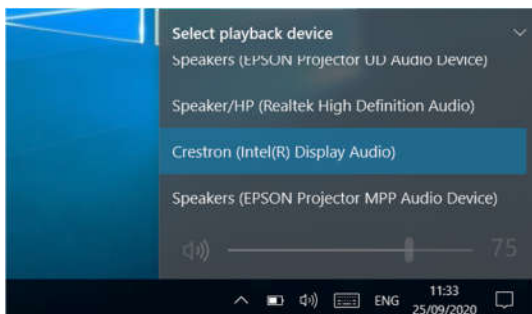 Select playback device
Speakers (EPSON Projector UD Audio Device)
Speaker/HP (Realtek High Definition Audio)
Crestron (Intel(R) Display Audio)
Speakers (EPSON Projector MPP Audio Device)
75
ENG
11:33
25/09/2020